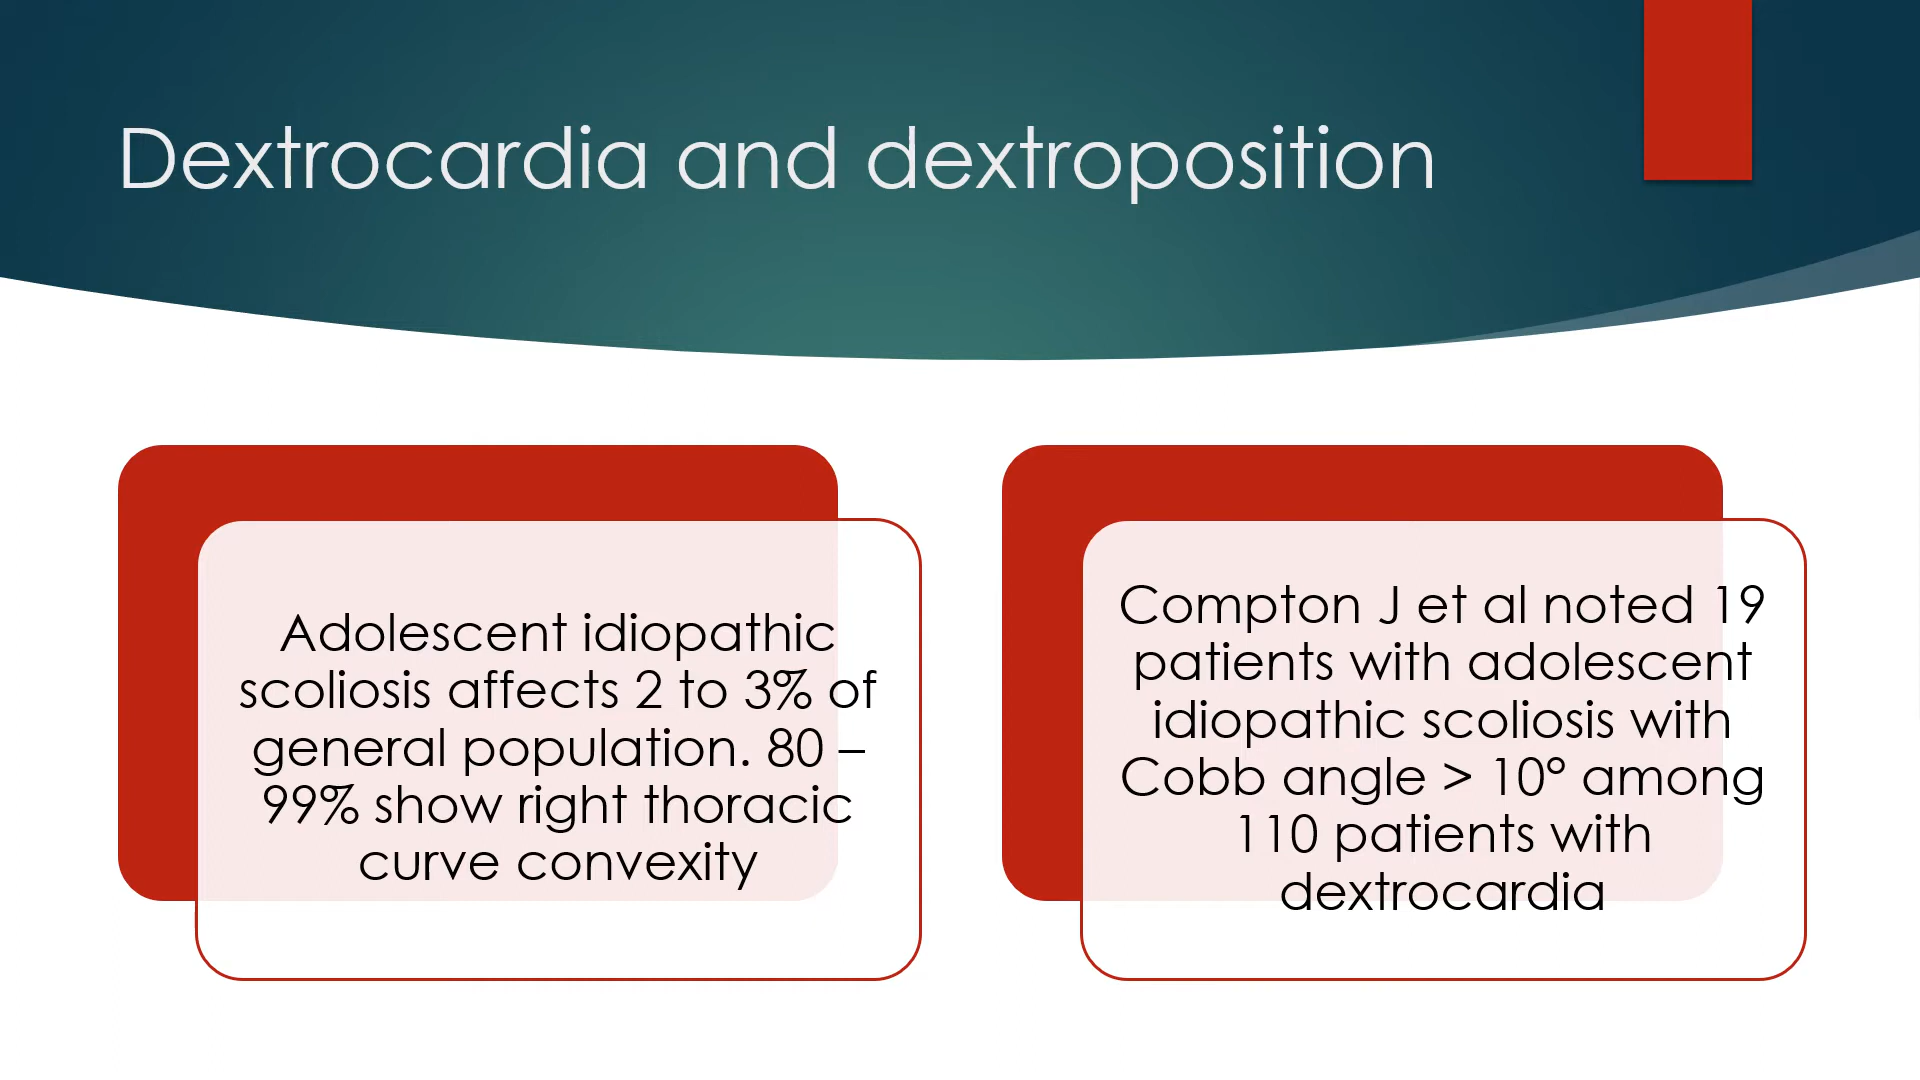 Dextrocardia and dextroposition
Adolescent idiopathic
scoliosis affects 2 to 3% of
general population. 80 –
99% show right thoracic
curve convexity
Compton J et al noted 19
patients with adolescent
idiopathic scoliosis with
Cobb angle > 10° among
110 patients with
dextrocardia